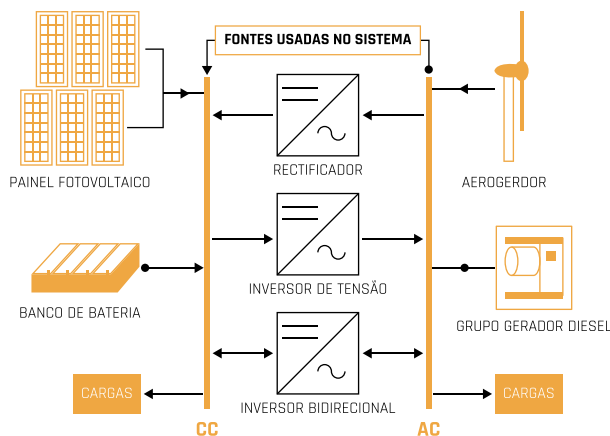 FONTES USADAS NO SISTEMA
PAINEL FOTOVOLTAICO
RECTIFICADOR
AEROGERDOR
BANCO DE BATERIA
INVERSOR DE TENSÃO
GRUPO GERADOR DIESEL
CARGAS
INVERSOR BIDIRECIONAL
CARGAS
CC
AC